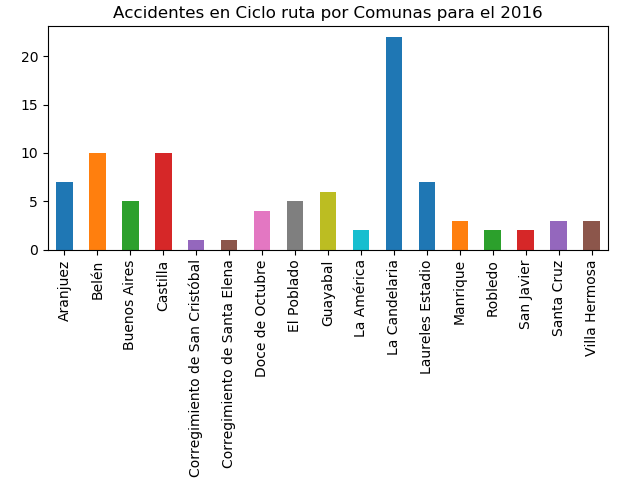 Accidentes en Ciclo ruta por Comunas para el 2016
20
15
10
5
0
Aranjuez
Belén
Buenos Aires
Castilla
Corregimiento de San Cristóbal
Corregimiento de Santa Elena
Doce de Octubre
El Poblado
Guayabal
La América
La Candelaria
Laureles Estadio
Manrique
Robledo
San Javier
Santa Cruz
Villa Hermosa